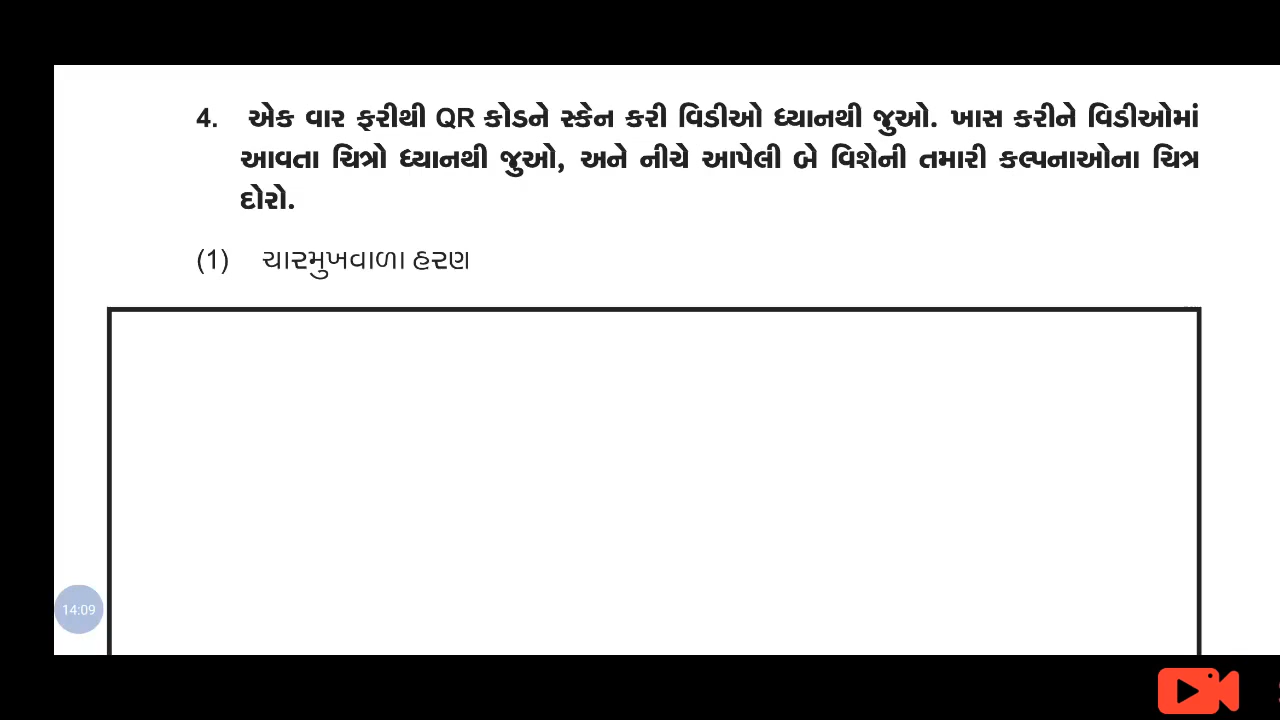 4. એક વાર ફરીથી QR કોડને સ્કેન કરી વિડીઓ ધ્યાનથી જુઓ. ખાસ કરીને વિડીઓમાં
આવતા ચિત્રો ધ્યાનથી જુઓ, અને નીચે આપેલી બે વિશેની તમારી કલ્પનાઓના ચિત્ર
દોરો.
(1) ચારમુખવાળા હરણ
14:09